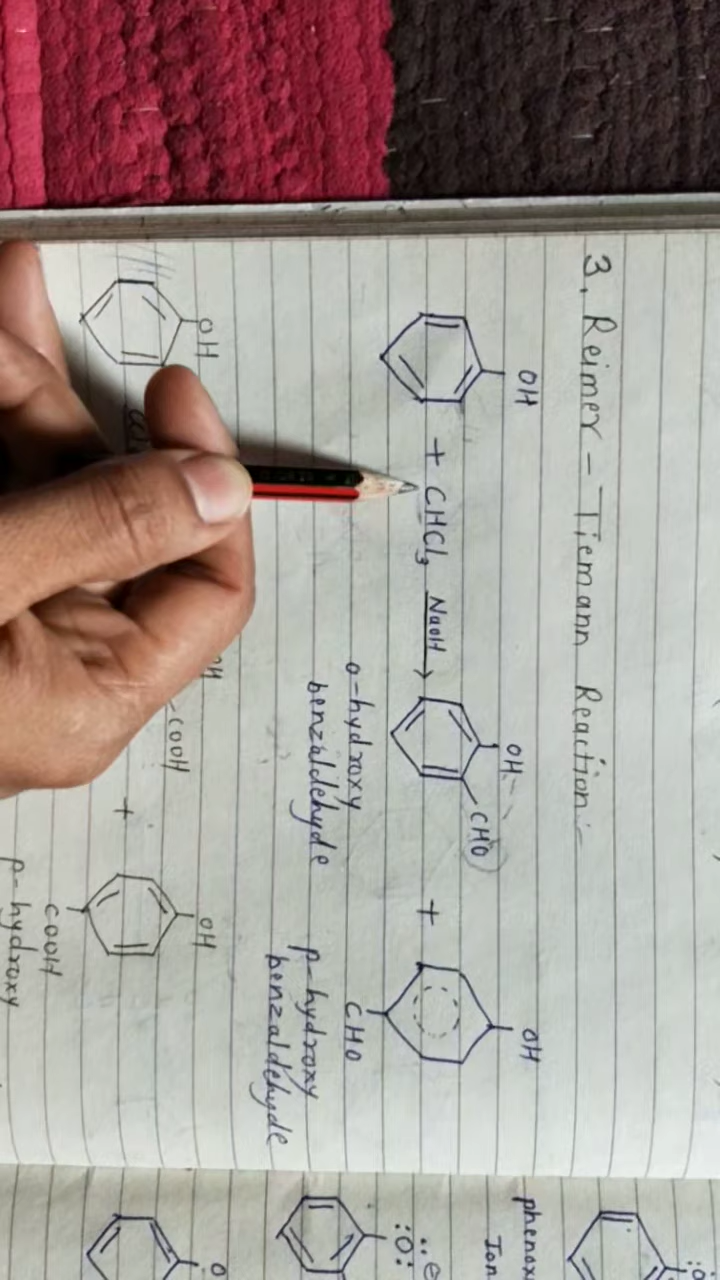 3. Reimer - Tiemann Reaction :-
OH OH OH
+ CHCl3 NaOH → CHO +
CHO
o-hydroxy benzaldehyde
p-hydroxy benzaldehyde
OH OH
COOH +
COOH
p-hydroxy
phenox
Ion
:O: